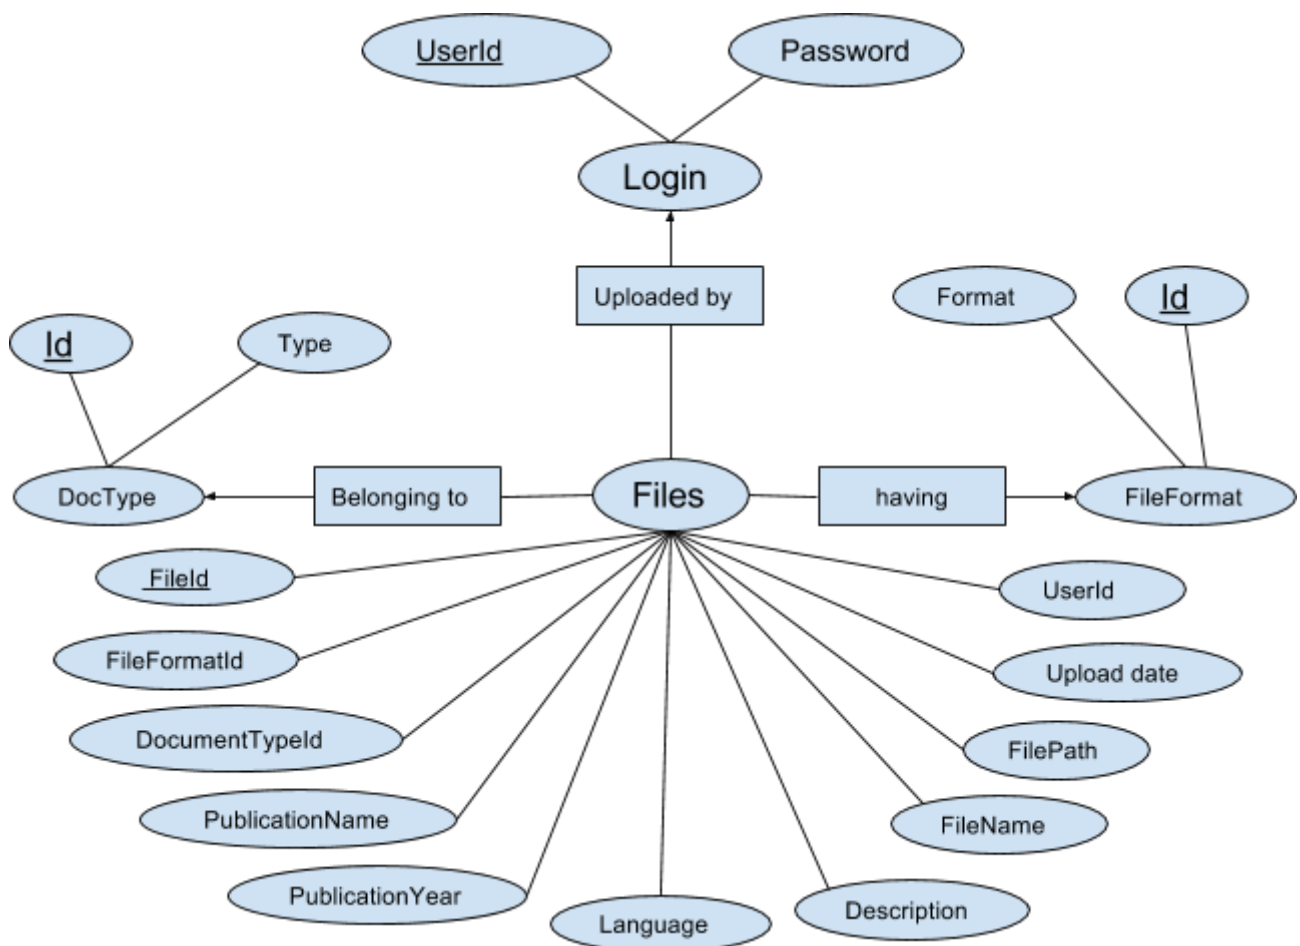 UserId
Password
Login
Uploaded by
Format
Id
Id
Type
DocType
Belonging to
Files
having
FileFormat
FileId
UserId
FileFormatId
Upload date
DocumentTypeId
FilePath
PublicationName
FileName
PublicationYear
Language
Description